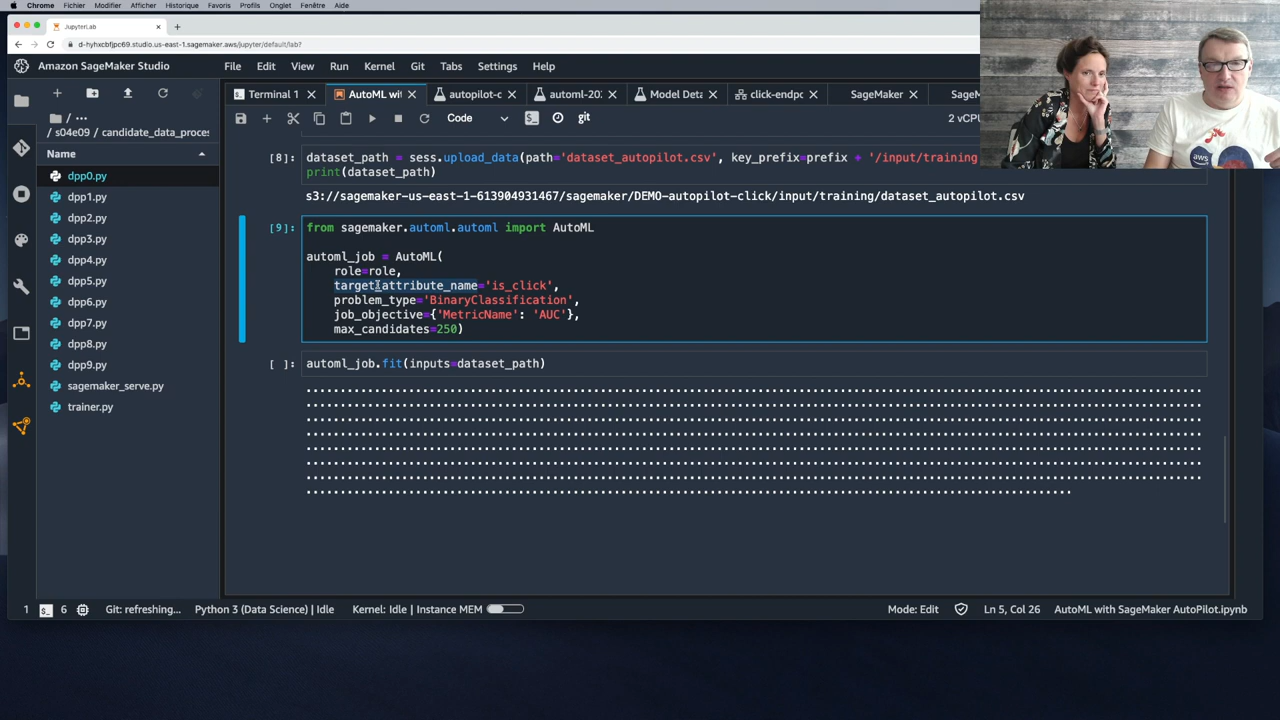 Chrome Fichier Modifier Afficher Historique Favoris Profils Onglet Fenêtre Aide
JupyterLab
d-hyhxcbfjpc69.studio.us-east-1.sagemaker.aws/jupyter/default/lab?
Amazon SageMaker Studio
File Edit View Run Kernel Git Tabs Settings Help
Terminal 1
AutoML wit
autopilot-c
automl-202
Model Deta
click-endpc
SageMaker
SageM
Code
git
2 vCPU
/ s04e09 / candidate_data_proces
Name
dpp0.py
dpp1.py
dpp2.py
dpp3.py
dpp4.py
dpp5.py
dpp6.py
dpp7.py
dpp8.py
dpp9.py
sagemaker_serve.py
trainer.py
[8]: dataset_path = sess.upload_data(path='dataset_autopilot.csv', key_prefix=prefix + '/input/training
print(dataset_path)
s3://sagemaker-us-east-1-613904931467/sagemaker/DEMO-autopilot-click/input/training/dataset_autopilot.csv
[9]: from sagemaker.automl.automl import AutoML
automl_job = AutoML(
role=role,
target_attribute_name='is_click',
problem_type='BinaryClassification',
job_objective={'MetricName': 'AUC'},
max_candidates=250)
[ ]: automl_job.fit(inputs=dataset_path)
aws
1 6 Git: refreshing... Python 3 (Data Science) | Idle Kernel: Idle | Instance MEM Mode: Edit Ln 5, Col 26 AutoML with SageMaker AutoPilot.ipynb